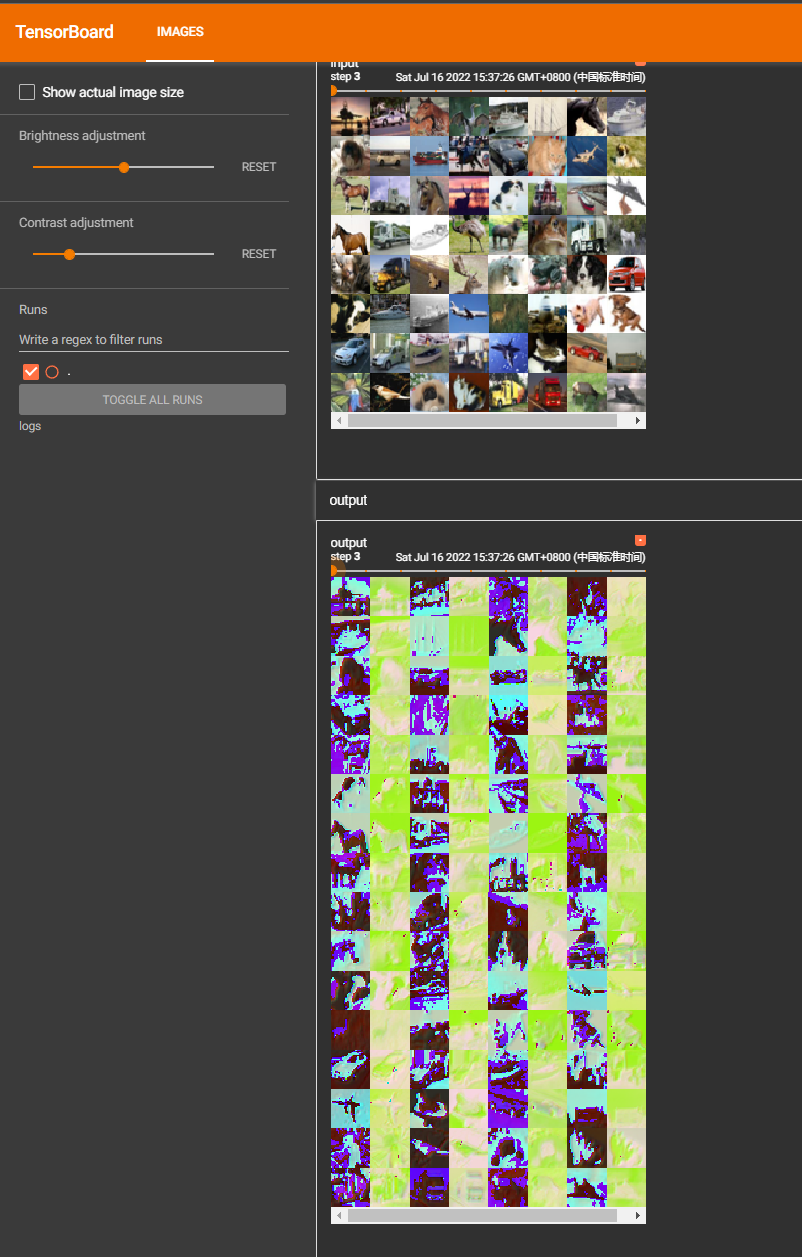 TensorBoard
IMAGES
Show actual image size
Brightness adjustment
RESET
Contrast adjustment
RESET
Runs
Write a regex to filter runs
.
TOGGLE ALL RUNS
logs
input
step 3
Sat Jul 16 2022 15:37:26 GMT+0800 (中国标准时间)
output
output
step 3
Sat Jul 16 2022 15:37:26 GMT+0800 (中国标准时间)